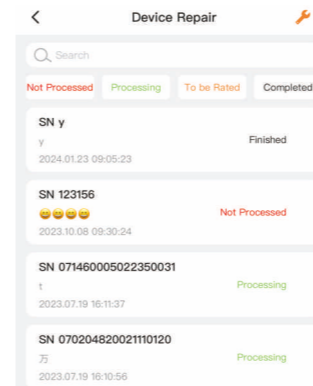 Device Repair
Search
Not Processed Processing To be Rated Completed
SN y
y Finished
2024.01.23 09:05:23
SN 123156
😀😀😀😀 Not Processed
2023.10.08 09:30:24
SN 071460005022350031
t Processing
2023.07.19 16:11:37
SN 070204820021110120
万 Processing
2023.07.19 16:10:56